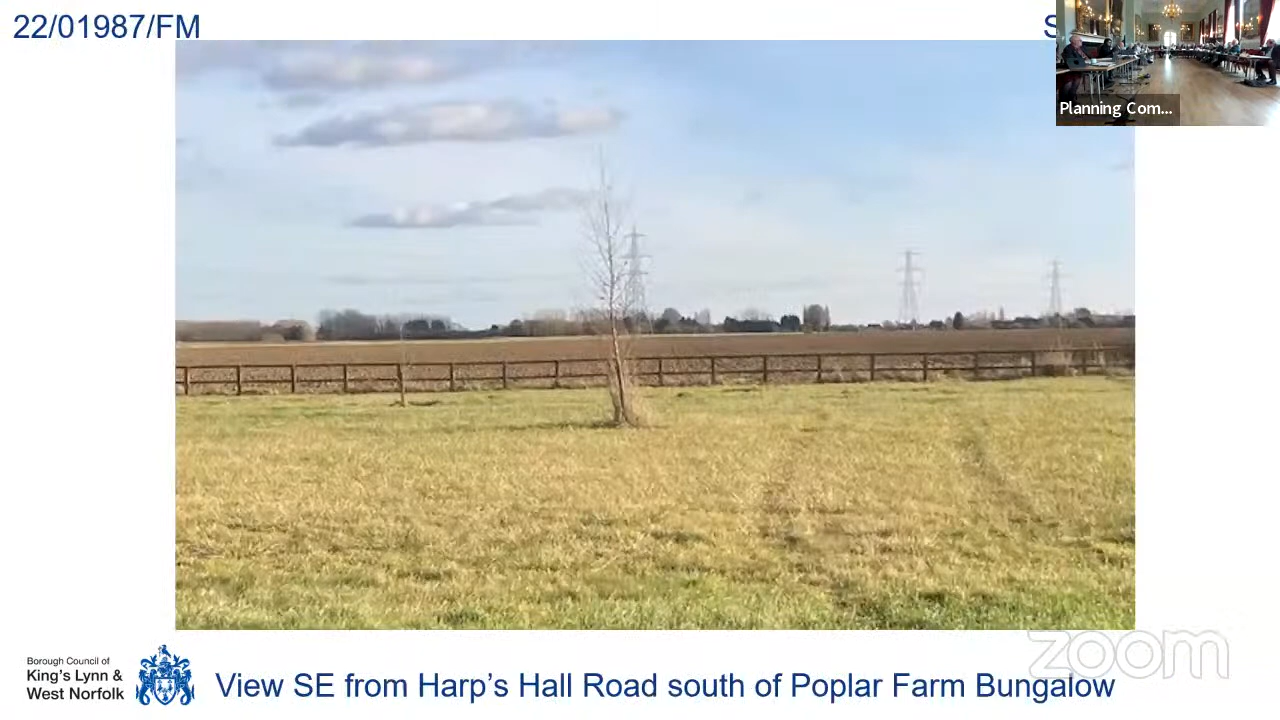 22/01987/FM
S
Planning Com...
zoom
Borough Council of
King's Lynn &
West Norfolk
View SE from Harp's Hall Road south of Poplar Farm Bungalow